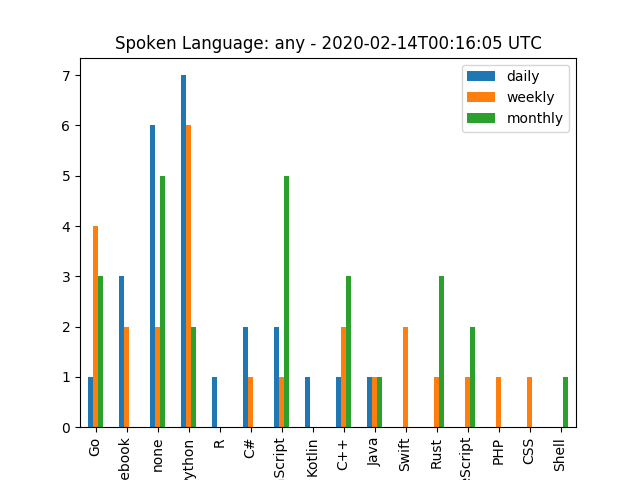 Spoken Language: any - 2020-02-14T00:16:05 UTC
daily
weekly
monthly
7
6
5
4
3
2
1
0
Go
ebook
none
ython
R
C#
Script
Kotlin
C++
Java
Swift
Rust
eScript
PHP
CSS
Shell